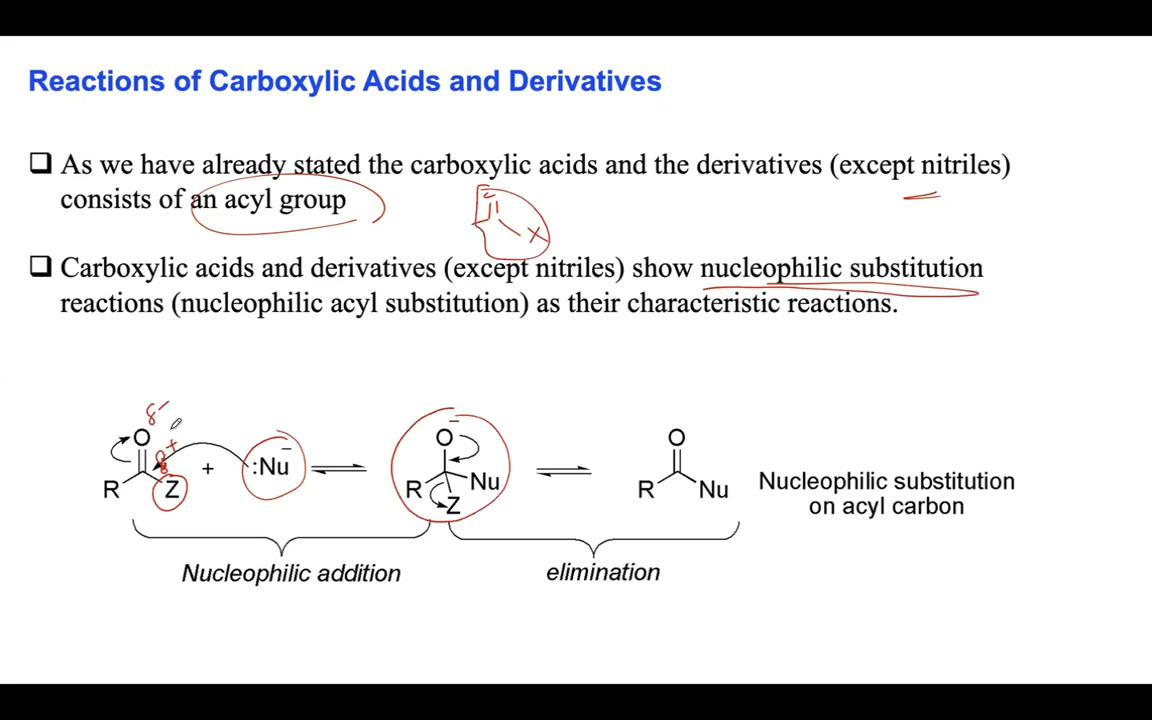 Reactions of Carboxylic Acids and Derivatives
❑ As we have already stated the carboxylic acids and the derivatives (except nitriles)
consists of an acyl group
X
❑ Carboxylic acids and derivatives (except nitriles) show nucleophilic substitution
reactions (nucleophilic acyl substitution) as their characteristic reactions.
δ−
O δ+ R Z + :Nu −
O − R Z Nu
O R Nu
Nucleophilic substitution
on acyl carbon
Nucleophilic addition
elimination